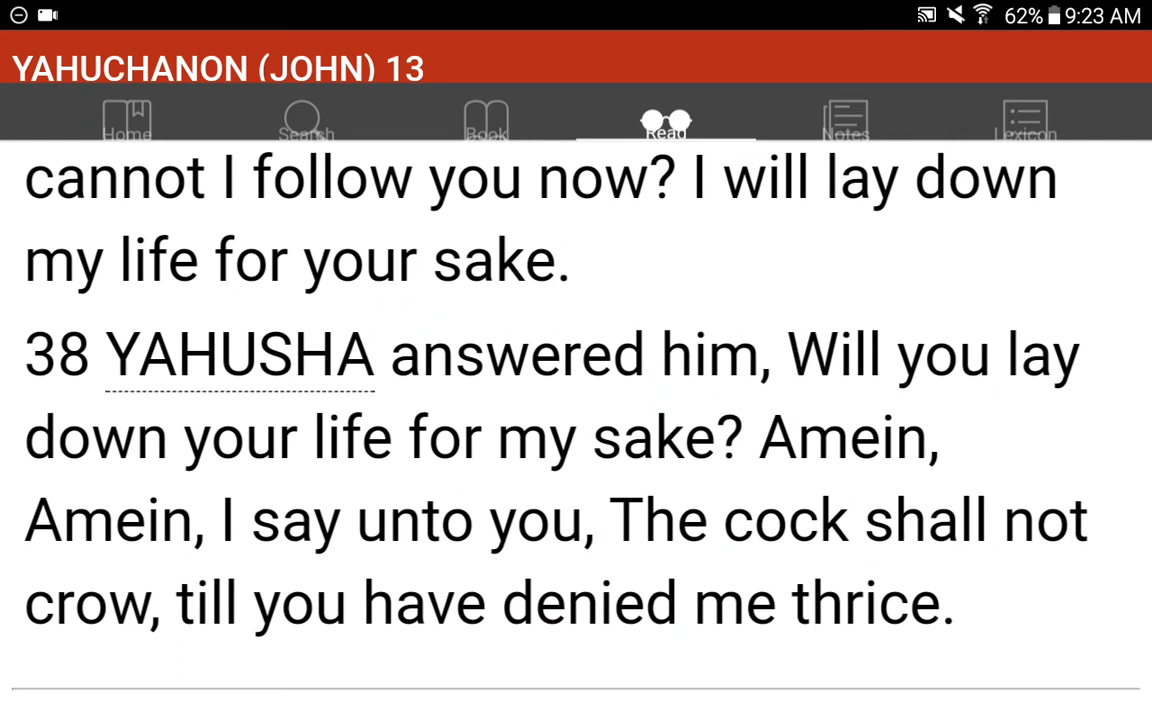 62% 9:23 AM
YAHUCHANON (JOHN) 13
Home Search Book Read Notes Lexicon
cannot I follow you now? I will lay down
my life for your sake.
38 YAHUSHA answered him, Will you lay
down your life for my sake? Amein,
Amein, I say unto you, The cock shall not
crow, till you have denied me thrice.